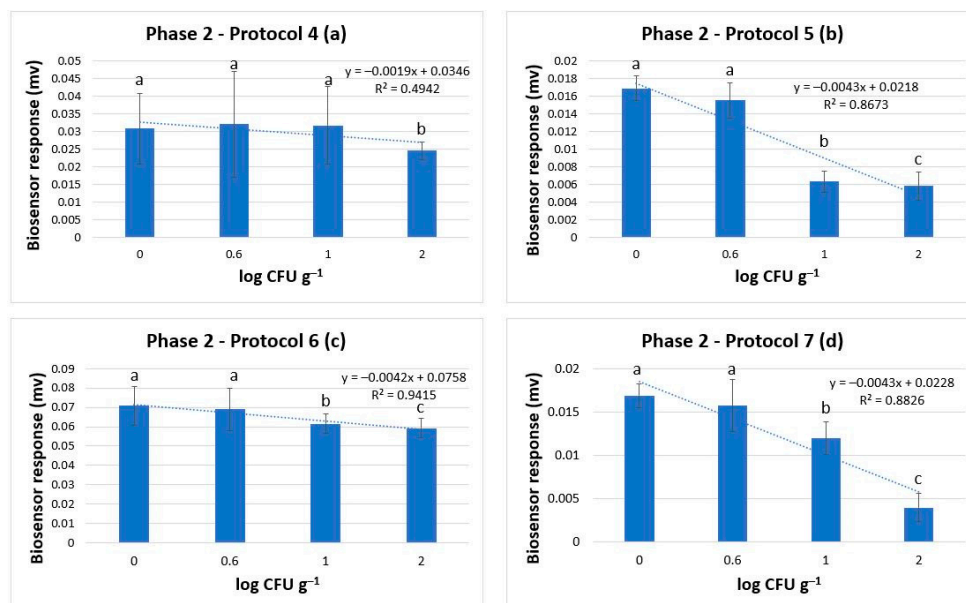 Phase 2 - Protocol 4 (a)
Biosensor response (mv)
0.05
0.045
0.04
0.035
0.03
0.025
0.02
0.015
0.01
0.005
0
a
a
a
b
y = –0.0019x + 0.0346
R² = 0.4942
0 0.6 1 2
log CFU g⁻¹
Phase 2 - Protocol 5 (b)
Biosensor response (mv)
0.02
0.018
0.016
0.014
0.012
0.01
0.008
0.006
0.004
0.002
0
a
a
b
c
y = –0.0043x + 0.0218
R² = 0.8673
0 0.6 1 2
log CFU g⁻¹
Phase 2 - Protocol 6 (c)
Biosensor response (mv)
0.09
0.08
0.07
0.06
0.05
0.04
0.03
0.02
0.01
0
a
a
b
c
y = –0.0042x + 0.0758
R² = 0.9415
0 0.6 1 2
log CFU g⁻¹
Phase 2 - Protocol 7 (d)
Biosensor response (mv)
0.02
0.015
0.01
0.005
0
a
a
b
c
y = –0.0043x + 0.0228
R² = 0.8826
0 0.6 1 2
log CFU g⁻¹